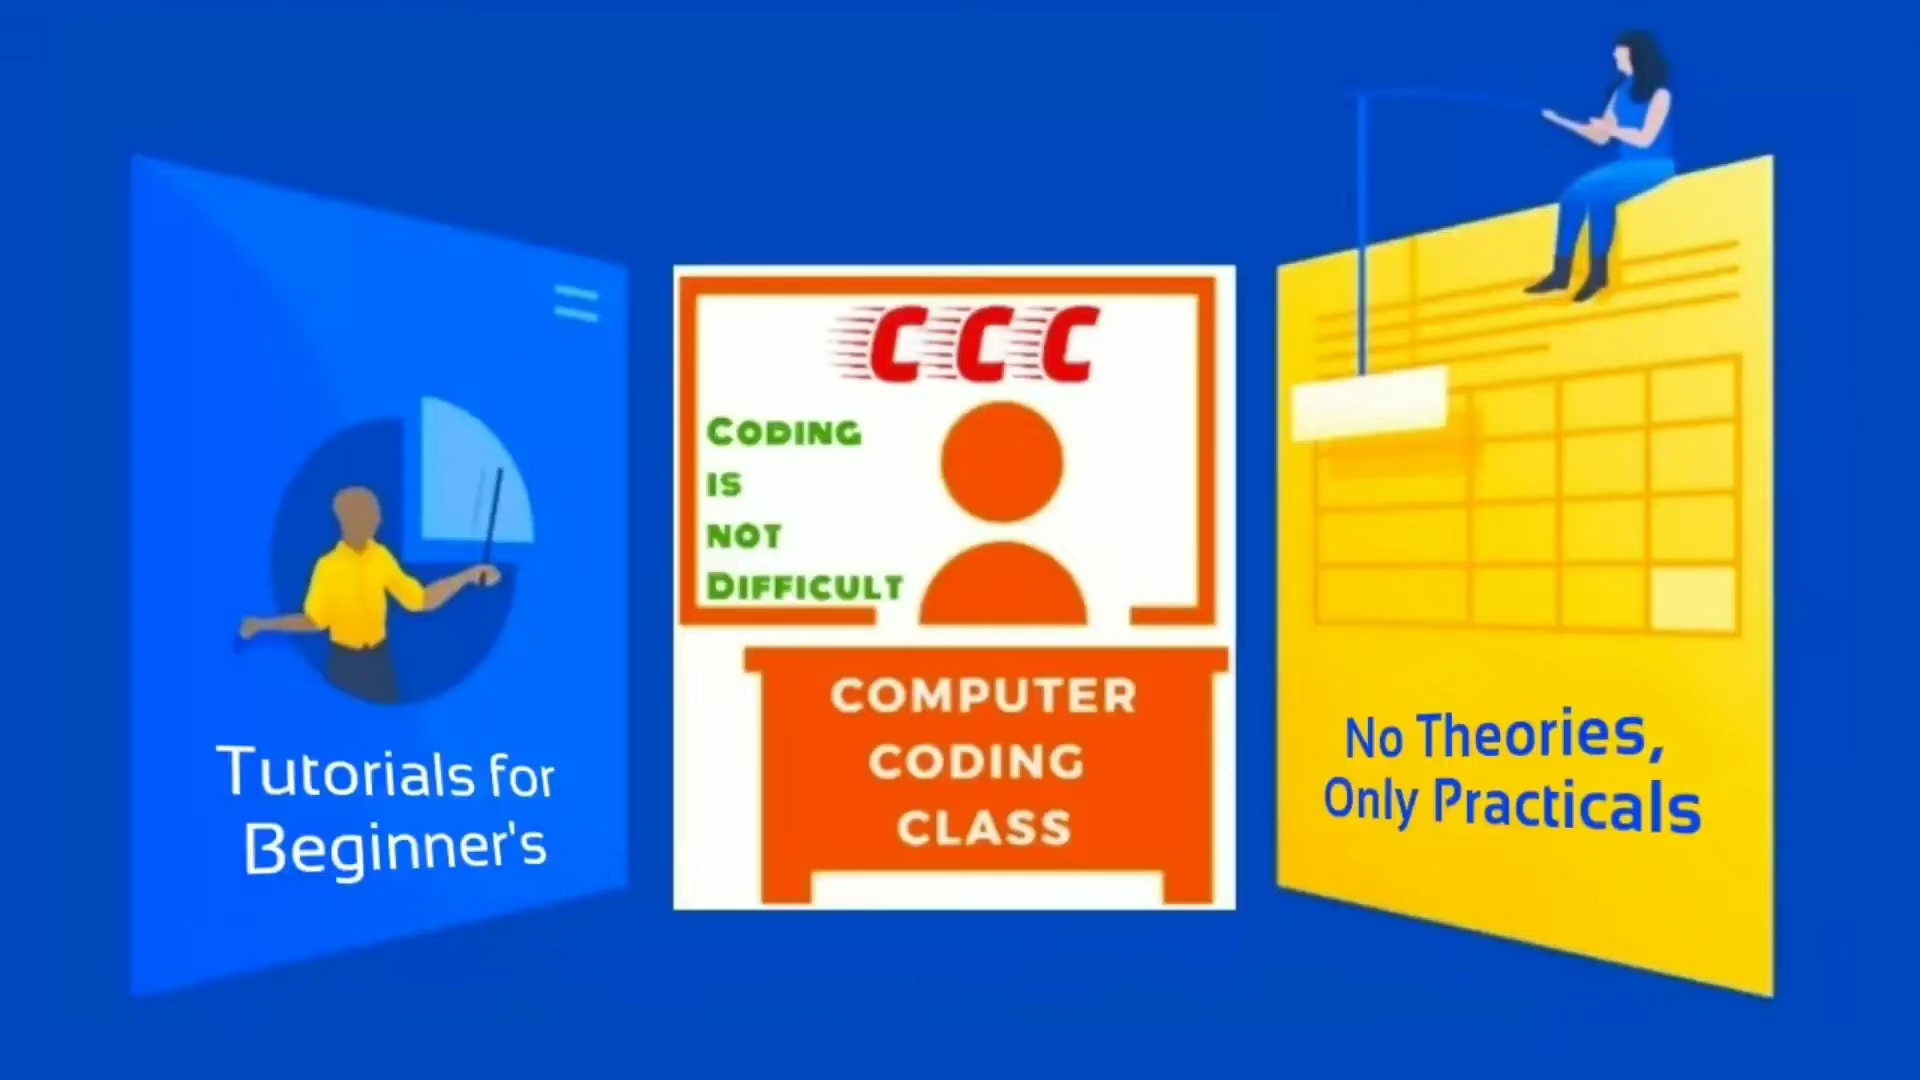 Tutorials for
Beginner's
CCC
CODING
IS
NOT
DIFFICULT
COMPUTER
CODING
CLASS
No Theories,
Only Practicals